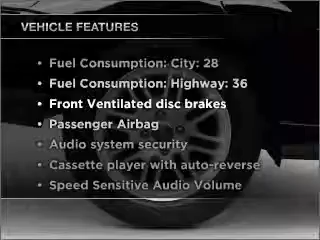 VEHICLE FEATURES
• Fuel Consumption: City: 28
• Fuel Consumption: Highway: 36
• Front Ventilated disc brakes
• Passenger Airbag
• Audio system security
• Cassette player with auto-reverse
• Speed Sensitive Audio Volume